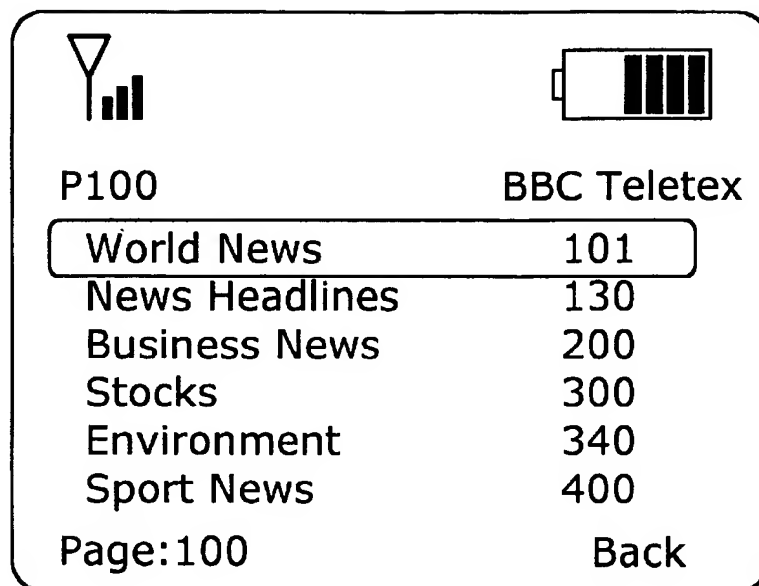 P100 BBC Teletex
World News 101
News Headlines 130
Business News 200
Stocks 300
Environment 340
Sport News 400
Page:100 Back